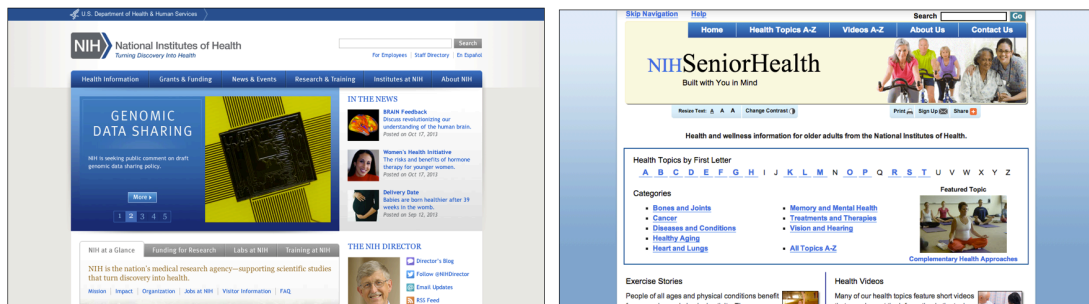 U.S. Department of Health & Human Services
NIH National Institutes of Health
Turning Discovery Into Health
Search
For Employees | Staff Directory | En Español
Health Information Grants & Funding News & Events Research & Training Institutes at NIH About NIH
GENOMIC
DATA SHARING
NIH is seeking public comment on draft
genomic data sharing policy.
More
1 2 3 4 5
IN THE NEWS
BRAIN Feedback
Discuss revolutionizing our
understanding of the human brain.
Posted on Oct 17, 2013
Women's Health Initiative
The risks and benefits of hormone
therapy for younger women.
Posted on Oct 17, 2013
Delivery Date
Babies are born healthier after 39
weeks in the womb.
Posted on Sep 12, 2013
NIH at a Glance Funding for Research Labs at NIH Training at NIH
NIH is the nation's medical research agency—supporting scientific studies
that turn discovery into health.
Mission | Impact | Organization | Jobs at NIH | Visitor Information | FAQ
THE NIH DIRECTOR
Director's Blog
Follow @NIHDirector
Email Updates
RSS Feed
Skip Navigation Help
Search Go
Home Health Topics A-Z Videos A-Z About Us Contact Us
NIHSeniorHealth
Built with You in Mind
Resize Text: A A A Change Contrast
Print Sign Up Share
Health and wellness information for older adults from the National Institutes of Health.
Health Topics by First Letter
A B C D E F G H I J K L M N O P Q R S T U V W X Y Z
Categories
Bones and Joints
Cancer
Diseases and Conditions
Healthy Aging
Heart and Lungs
Memory and Mental Health
Treatments and Therapies
Vision and Hearing
All Topics A-Z
Featured Topic
Complementary Health Approaches
Exercise Stories
People of all ages and physical conditions benefit
Health Videos
Many of our health topics feature short videos